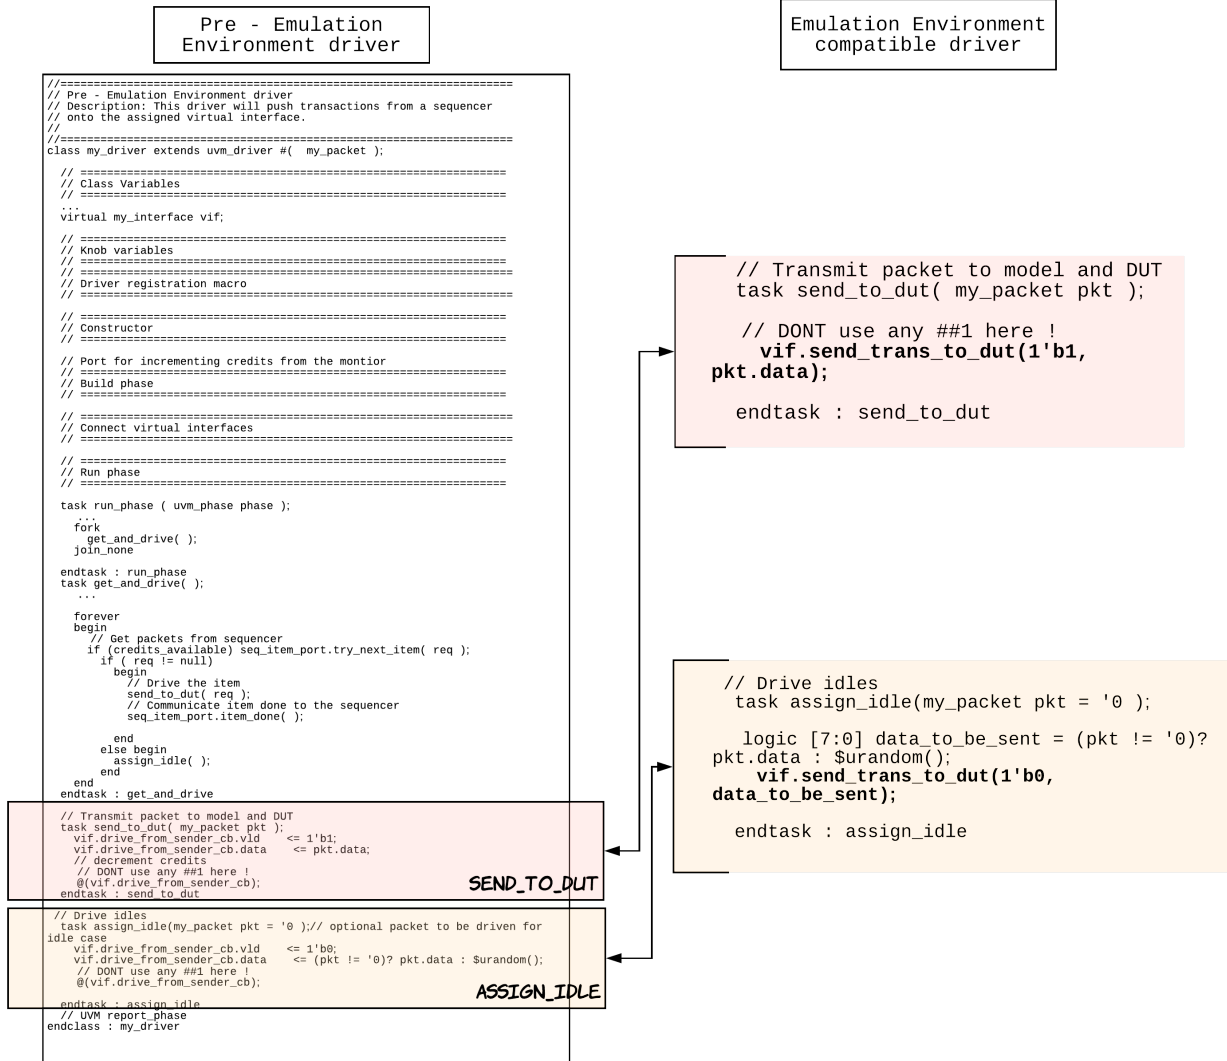 Pre - Emulation
Environment driver
Emulation Environment
compatible driver
//====================================================================
// Pre - Emulation Environment driver
// Description: This driver will push transactions from a sequencer
// onto the assigned virtual interface.
//
//====================================================================
class my_driver extends uvm_driver #(  my_packet );
// ================================================================
// Class Variables
// ================================================================
...
virtual my_interface vif;
// ================================================================
// Knob variables
// ================================================================
// =================================================================
// Driver registration macro
// =================================================================
// ================================================================
// Constructor
// ================================================================
// Port for incrementing credits from the montior
// ================================================================
// Build phase
// ================================================================
// =================================================================
// Connect virtual interfaces
// =================================================================
// ================================================================
// Run phase
// ================================================================
task run_phase ( uvm_phase phase );
...
fork
get_and_drive( );
join_none
endtask : run_phase
task get_and_drive( );
...
forever
begin
// Get packets from sequencer
if (credits_available) seq_item_port.try_next_item( req );
if ( req != null)
begin
// Drive the item
send_to_dut( req );
// Communicate item done to the sequencer
seq_item_port.item_done( );
end
else begin
assign_idle( );
end
end
endtask : get_and_drive
// Transmit packet to model and DUT
task send_to_dut( my_packet pkt );
vif.drive_from_sender_cb.vld    <= 1'b1;
vif.drive_from_sender_cb.data    <= pkt.data;
// decrement credits
// DONT use any ##1 here !
@(vif.drive_from_sender_cb);
endtask : send_to_dut
SEND_TO_DUT
// Drive idles
task assign_idle(my_packet pkt = '0 );// optional packet to be driven for
idle case
vif.drive_from_sender_cb.vld    <= 1'b0;
vif.drive_from_sender_cb.data    <= (pkt != '0)? pkt.data : $urandom();
// DONT use any ##1 here !
@(vif.drive_from_sender_cb);
ASSIGN_IDLE
endtask : assign_idle
// UVM report_phase
endclass : my_driver
// Transmit packet to model and DUT
task send_to_dut( my_packet pkt );
// DONT use any ##1 here !
vif.send_trans_to_dut(1'b1,
pkt.data);
endtask : send_to_dut
// Drive idles
task assign_idle(my_packet pkt = '0 );
logic [7:0] data_to_be_sent = (pkt != '0)?
pkt.data : $urandom();
vif.send_trans_to_dut(1'b0,
data_to_be_sent);
endtask : assign_idle